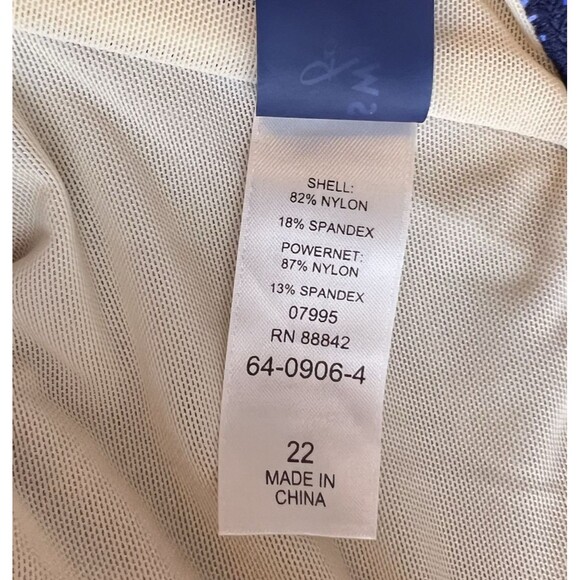 SHELL:
82% NYLON
18% SPANDEX
POWERNET:
87% NYLON
13% SPANDEX
07995
RN 88842
64-0906-4
22
MADE IN
CHINA